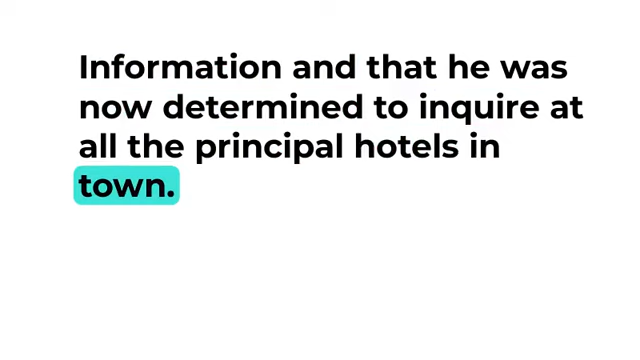 Information and that he was
now determined to inquire at
all the principal hotels in
town.